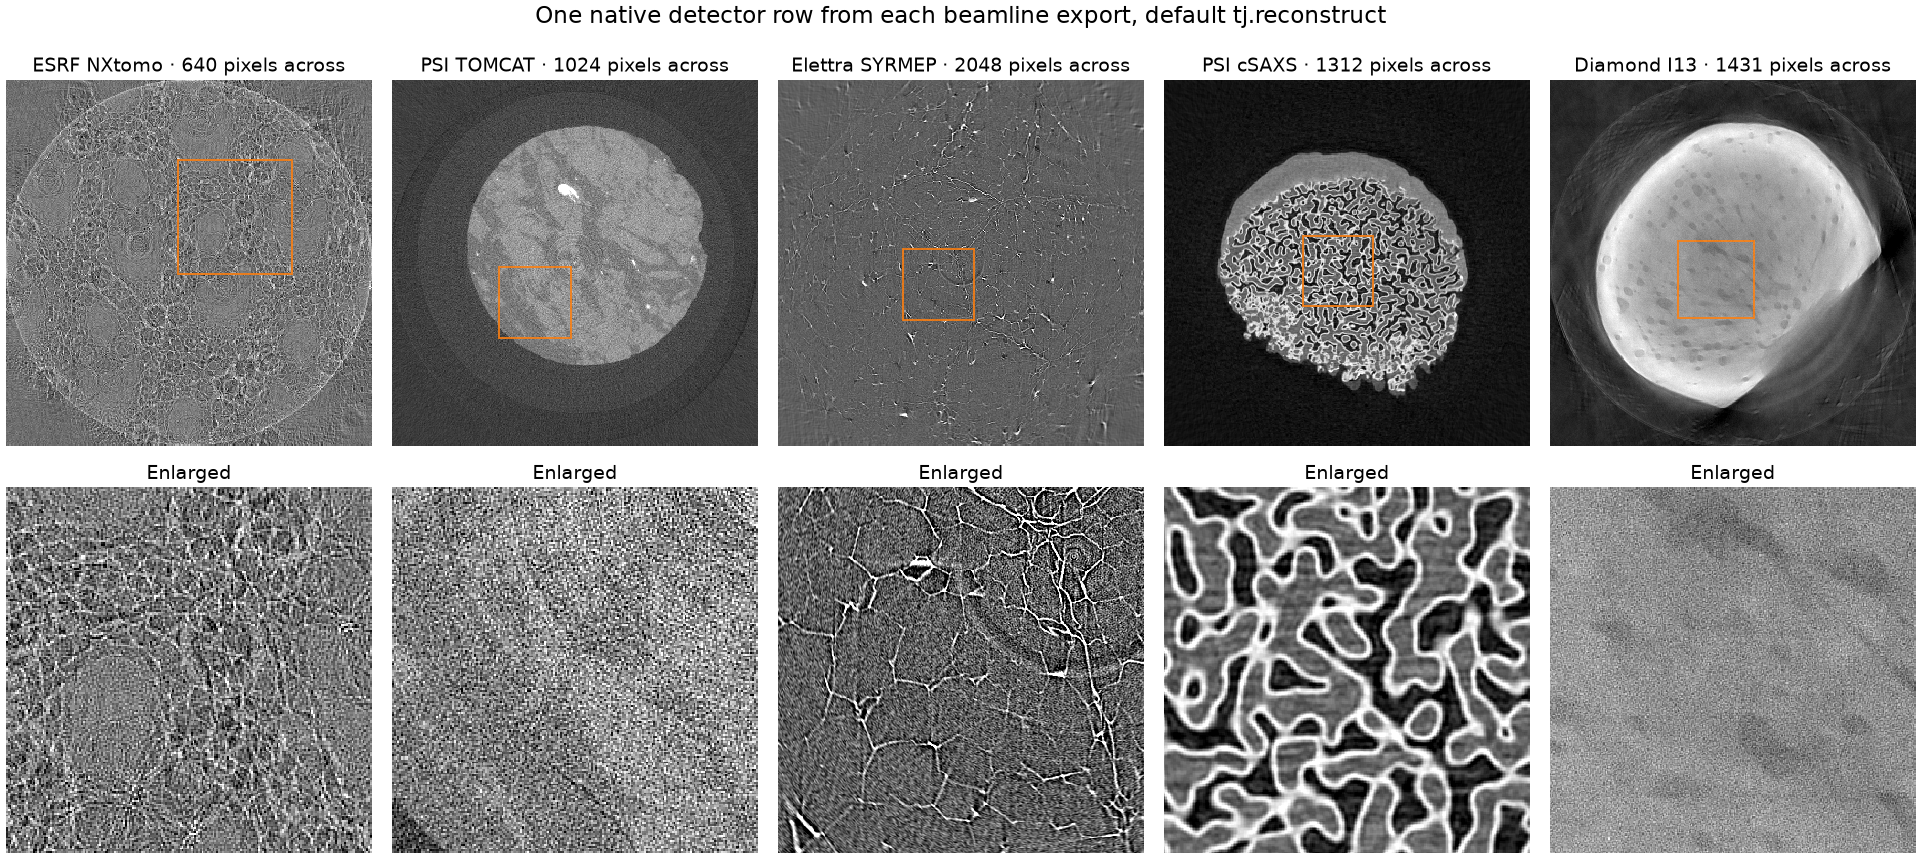 One native detector row from each beamline export, default tj.reconstruct
ESRF NXtomo · 640 pixels across
PSI TOMCAT · 1024 pixels across
Elettra SYRMEP · 2048 pixels across
PSI cSAXS · 1312 pixels across
Diamond I13 · 1431 pixels across
Enlarged
Enlarged
Enlarged
Enlarged
Enlarged